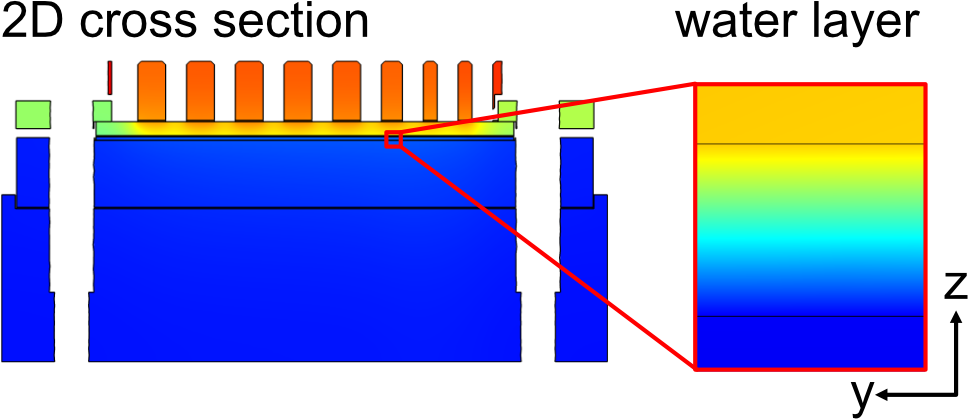 2D cross section
water layer
z
y